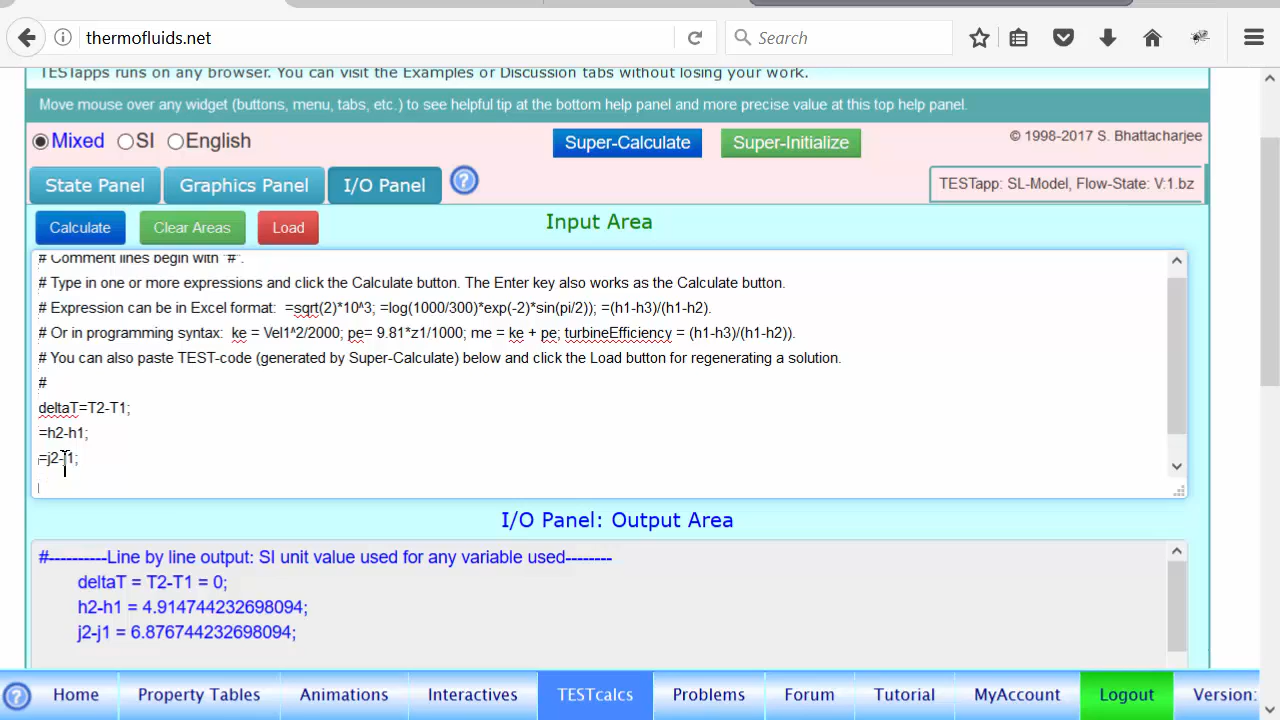 thermofluids.net
Search
TESTapps runs on any browser. You can visit the Examples or Discussion tabs without losing your work.
Move mouse over any widget (buttons, menu, tabs, etc.) to see helpful tip at the bottom help panel and more precise value at this top help panel.
Mixed SI English Super-Calculate Super-Initialize © 1998-2017 S. Bhattacharjee
State Panel Graphics Panel I/O Panel ? TESTapp: SL-Model, Flow-State: V:1.bz
Calculate Clear Areas Load Input Area
# Comment lines begin with "#".
# Type in one or more expressions and click the Calculate button. The Enter key also works as the Calculate button.
# Expression can be in Excel format: =sqrt(2)*10^3; =log(1000/300)*exp(-2)*sin(pi/2)); =(h1-h3)/(h1-h2).
# Or in programming syntax: ke = Vel1^2/2000; pe= 9.81*z1/1000; me = ke + pe; turbineEfficiency = (h1-h3)/(h1-h2)).
# You can also paste TEST-code (generated by Super-Calculate) below and click the Load button for regenerating a solution.
#
deltaT=T2-T1;
=h2-h1;
=j2-j1;
I/O Panel: Output Area
#----------Line by line output: SI unit value used for any variable used--------
deltaT = T2-T1 = 0;
h2-h1 = 4.914744232698094;
j2-j1 = 6.876744232698094;
? Home Property Tables Animations Interactives TESTcalcs Problems Forum Tutorial MyAccount Logout Version: